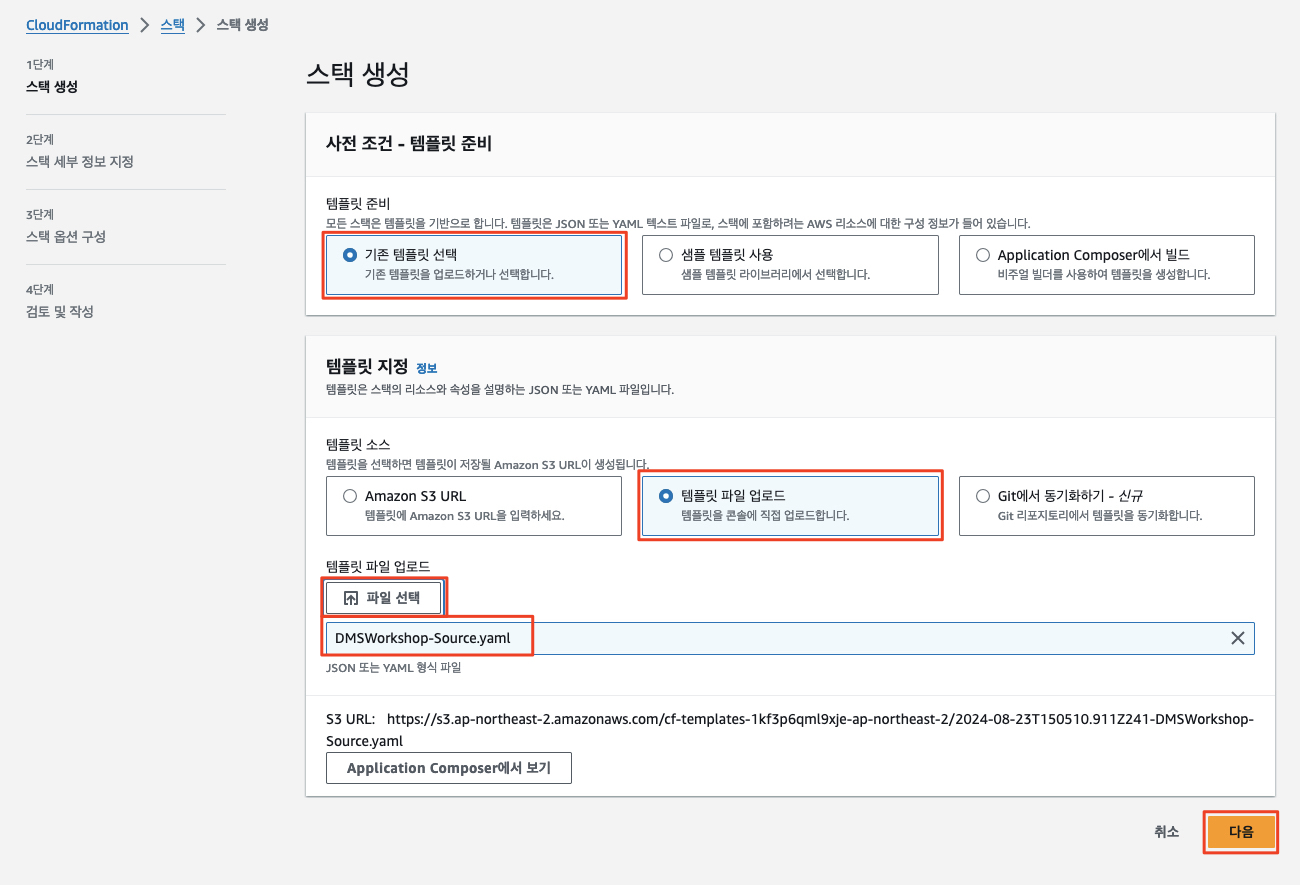 CloudFormation > 스택 > 스택 생성
1단계
스택 생성
2단계
스택 세부 정보 지정
3단계
스택 옵션 구성
4단계
검토 및 작성
스택 생성
사전 조건 - 템플릿 준비
템플릿 준비
모든 스택은 템플릿을 기반으로 합니다. 템플릿은 JSON 또는 YAML 텍스트 파일로, 스택에 포함하려는 AWS 리소스에 대한 구성 정보가 들어 있습니다.
기존 템플릿 선택
기존 템플릿을 업로드하거나 선택합니다.
샘플 템플릿 사용
샘플 템플릿 라이브러리에서 선택합니다.
Application Composer에서 빌드
비주얼 빌더를 사용하여 템플릿을 생성합니다.
템플릿 지정 정보
템플릿은 스택의 리소스와 속성을 설명하는 JSON 또는 YAML 파일입니다.
템플릿 소스
템플릿을 선택하면 템플릿이 저장될 Amazon S3 URL이 생성됩니다.
Amazon S3 URL
템플릿에 Amazon S3 URL을 입력하세요.
템플릿 파일 업로드
템플릿을 콘솔에 직접 업로드합니다.
Git에서 동기화하기 - 신규
Git 리포지토리에서 템플릿을 동기화합니다.
템플릿 파일 업로드
파일 선택
DMSWorkshop-Source.yaml
JSON 또는 YAML 형식 파일
S3 URL: https://s3.ap-northeast-2.amazonaws.com/cf-templates-1kf3p6qml9xje-ap-northeast-2/2024-08-23T150510.911Z241-DMSWorkshop-
Source.yaml
Application Composer에서 보기
취소
다음